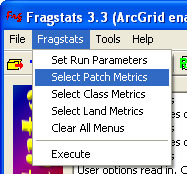 Fragstats 3.3 (ArcGrid ena
File Fragstats Tools Help
Set Run Parameters
Select Patch Metrics
Select Class Metrics
Select Land Metrics
Clear All Menus
Execute
User options read in.